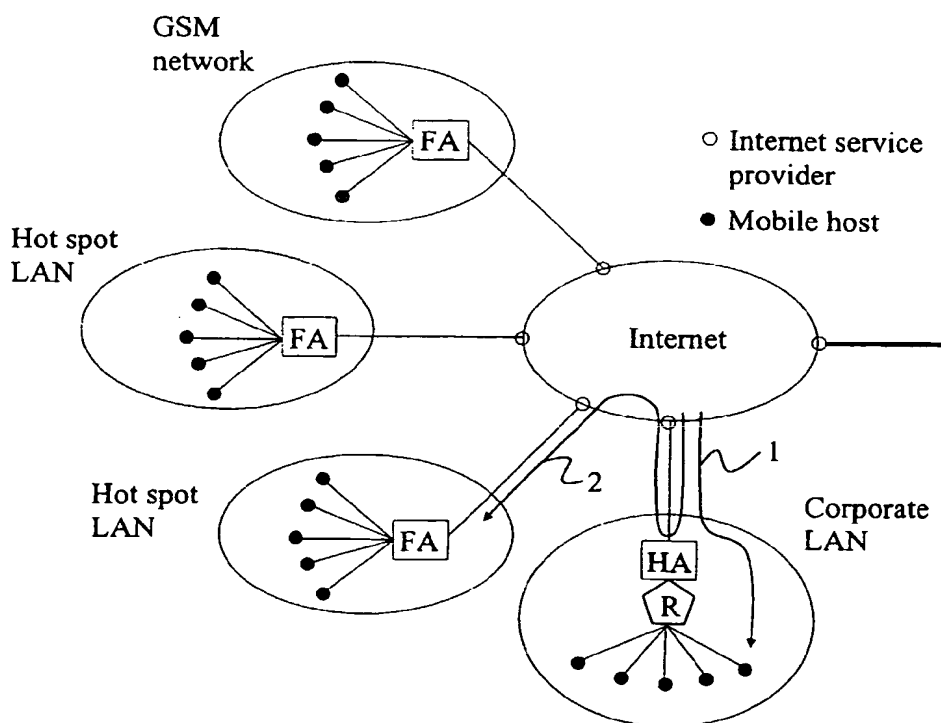 GSM
network
FA
Internet service
provider
Mobile host
Hot spot
LAN
FA
Internet
1
2
Hot spot
LAN
FA
Corporate
LAN
HA
R